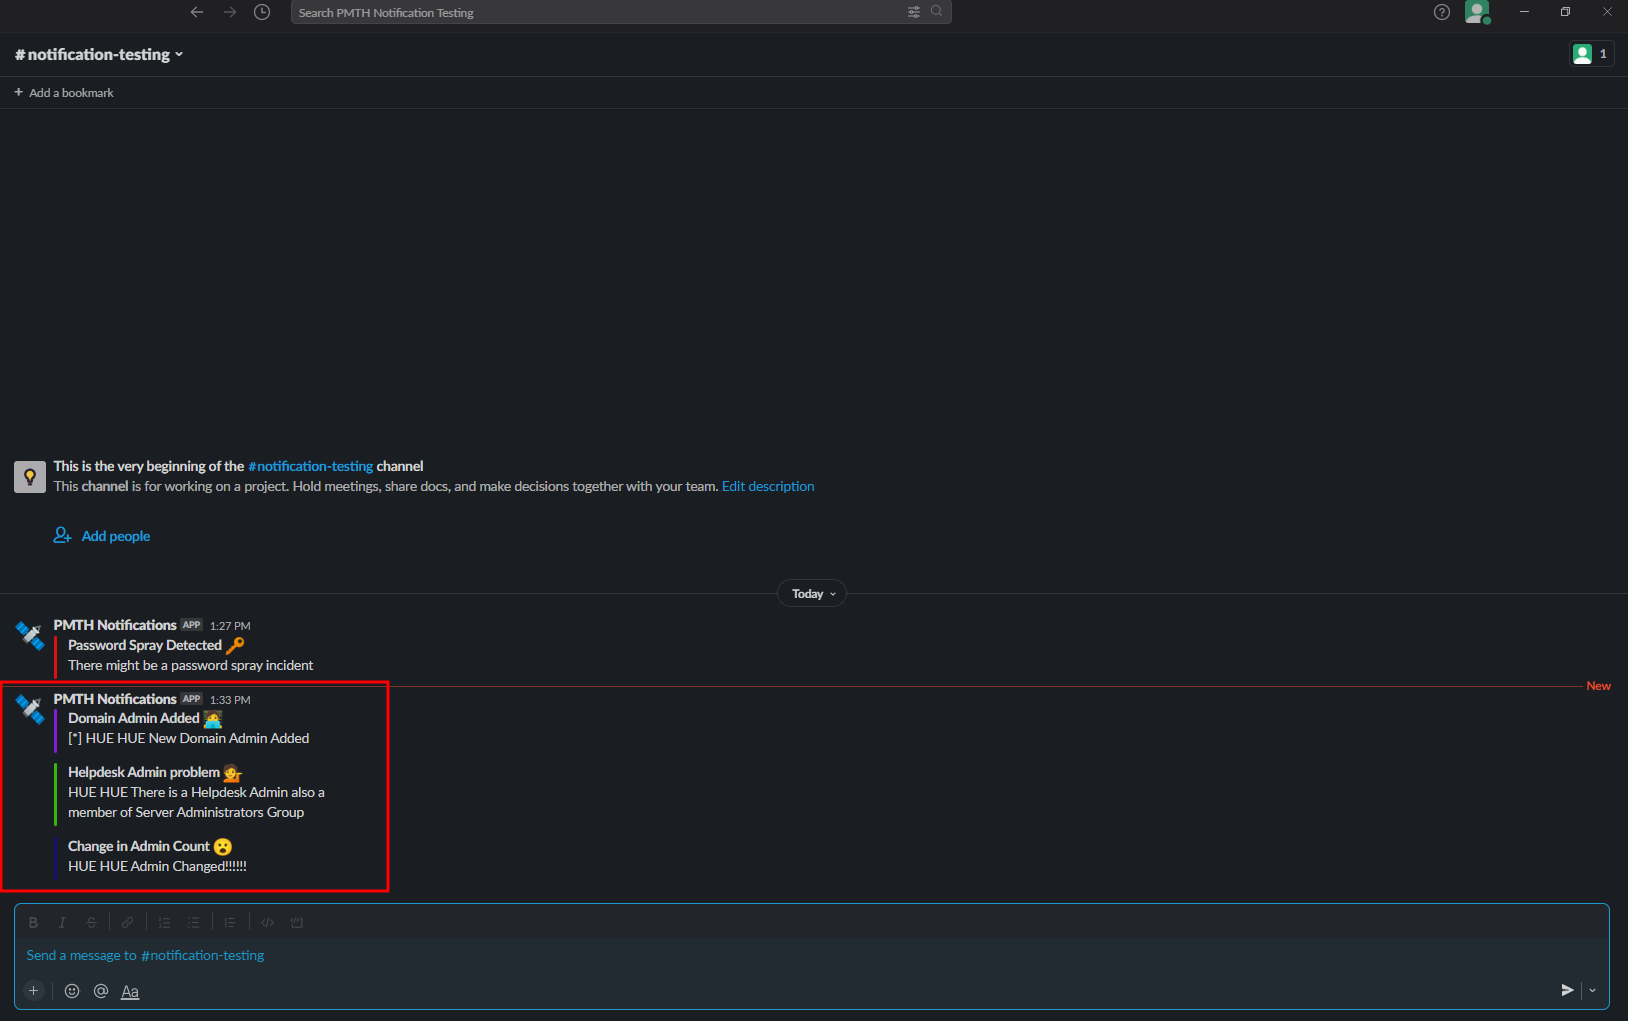 Search PMTH Notification Testing
# notification-testing
1
+ Add a bookmark
This is the very beginning of the #notification-testing channel
This channel is for working on a project. Hold meetings, share docs, and make decisions together with your team. Edit description
Add people
Today
PMTH Notifications APP 1:27 PM
Password Spray Detected 🔑
There might be a password spray incident
New
PMTH Notifications APP 1:33 PM
Domain Admin Added 🧑‍💻
[*] HUE HUE New Domain Admin Added
Helpdesk Admin problem 💁
HUE HUE There is a Helpdesk Admin also a
member of Server Administrators Group
Change in Admin Count 😮
HUE HUE Admin Changed!!!!!!
B I S
Send a message to #notification-testing
+ @ Aa